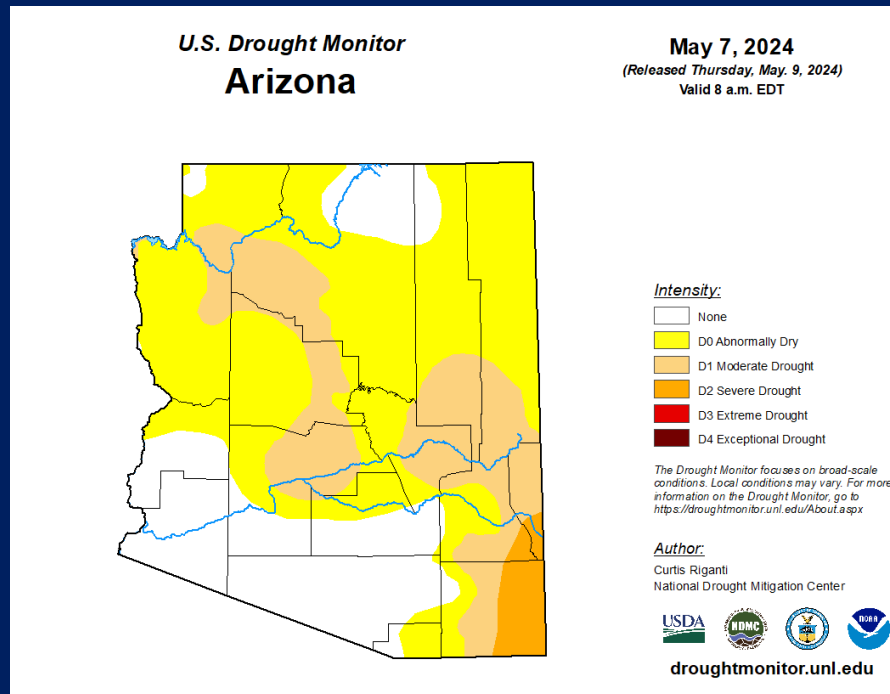 U.S. Drought Monitor
Arizona
May 7, 2024
(Released Thursday, May. 9, 2024)
Valid 8 a.m. EDT
Intensity:
None
D0 Abnormally Dry
D1 Moderate Drought
D2 Severe Drought
D3 Extreme Drought
D4 Exceptional Drought
The Drought Monitor focuses on broad-scale
conditions. Local conditions may vary. For more
information on the Drought Monitor, go to
https://droughtmonitor.unl.edu/About.aspx
Author:
Curtis Riganti
National Drought Mitigation Center
USDA
NDMC
NOAA
droughtmonitor.unl.edu